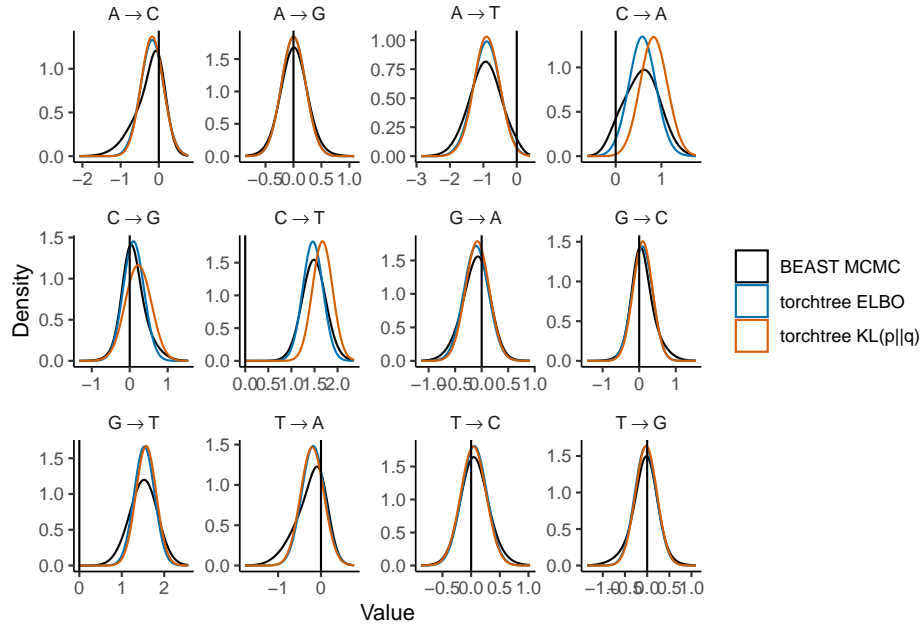 A → C
A → G
A → T
C → A
1.0
0.5
0.0
−2 −1 0
1.5
1.0
0.5
0.0
−0.5 0.0 0.5 1.0
1.00
0.75
0.50
0.25
0.00
−3 −2 −1 0
1.0
0.5
0.0
0 1
C → G
C → T
G → A
G → C
Density
1.5
1.0
0.5
0.0
−1 0 1
1.5
1.0
0.5
0.0
0.0 0.5 1.0 1.5 2.0
1.5
1.0
0.5
0.0
−1.0 −0.5 0.0 0.5 1.0
1.5
1.0
0.5
0.0
−1 0 1
BEAST MCMC
torchtree ELBO
torchtree KL(p||q)
G → T
T → A
T → C
T → G
1.5
1.0
0.5
0.0
0 1 2
1.5
1.0
0.5
0.0
−1 0
1.5
1.0
0.5
0.0
−0.5 0.0 0.5 1.0
1.5
1.0
0.5
0.0
−1.0 −0.5 0.0 0.5 1.0
Value